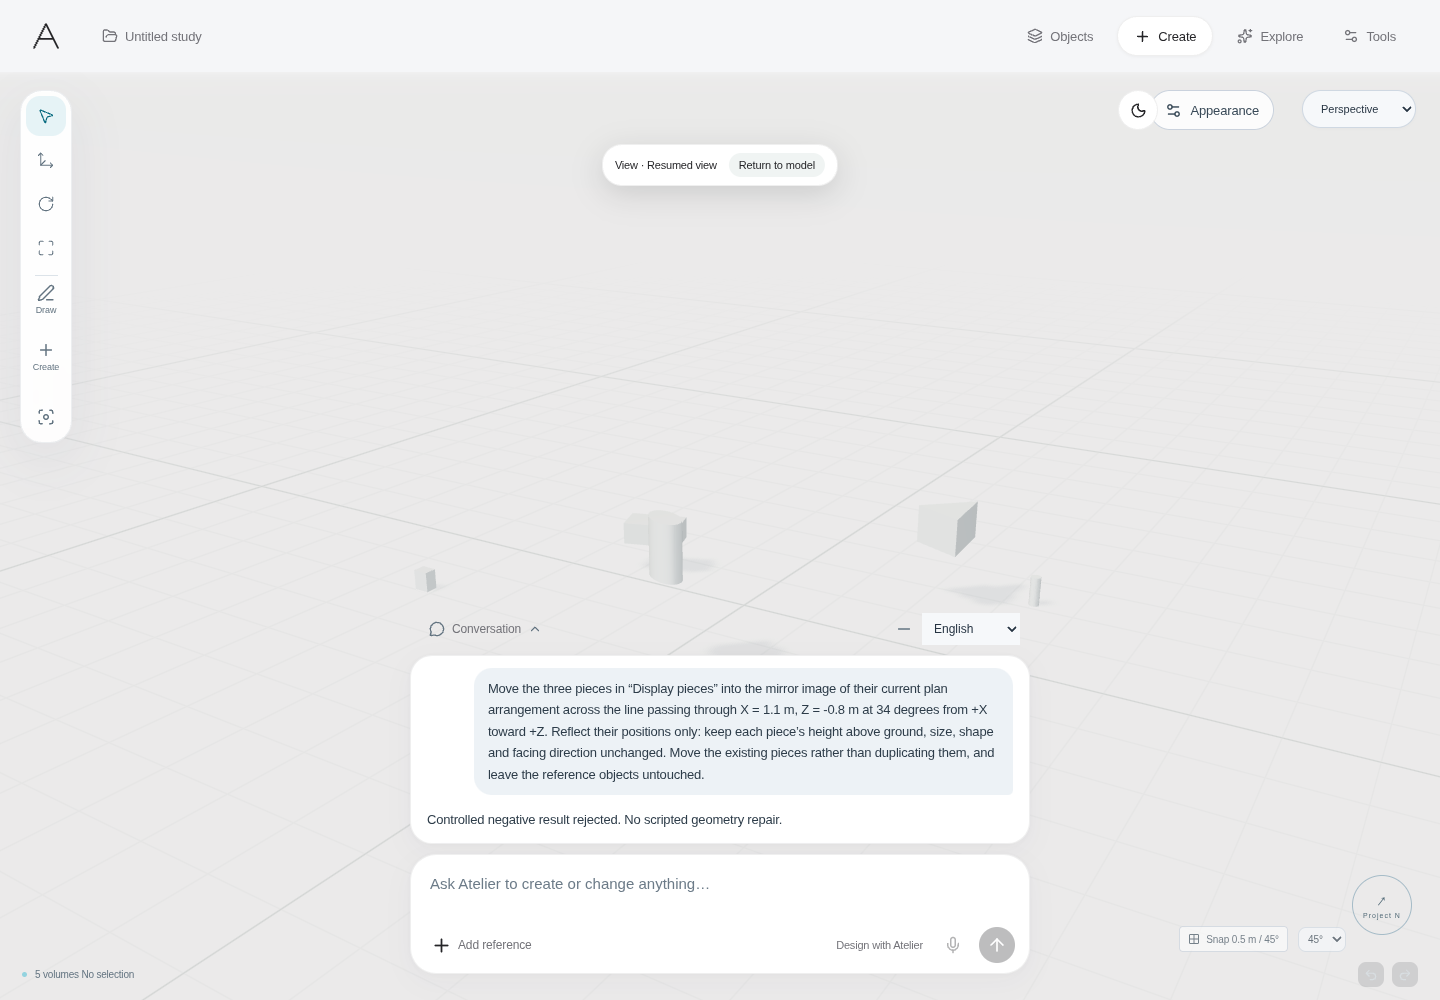 Untitled study
Objects
Create
Explore
Tools
Appearance
Perspective
View · Resumed view
Return to model
Draw
Create
Conversation
English
Move the three pieces in “Display pieces” into the mirror image of their current plan
arrangement across the line passing through X = 1.1 m, Z = -0.8 m at 34 degrees from +X
toward +Z. Reflect their positions only: keep each piece’s height above ground, size, shape
and facing direction unchanged. Move the existing pieces rather than duplicating them, and
leave the reference objects untouched.
Controlled negative result rejected. No scripted geometry repair.
Ask Atelier to create or change anything…
Add reference
Design with Atelier
Project N
Snap 0.5 m / 45°
45°
5 volumes No selection